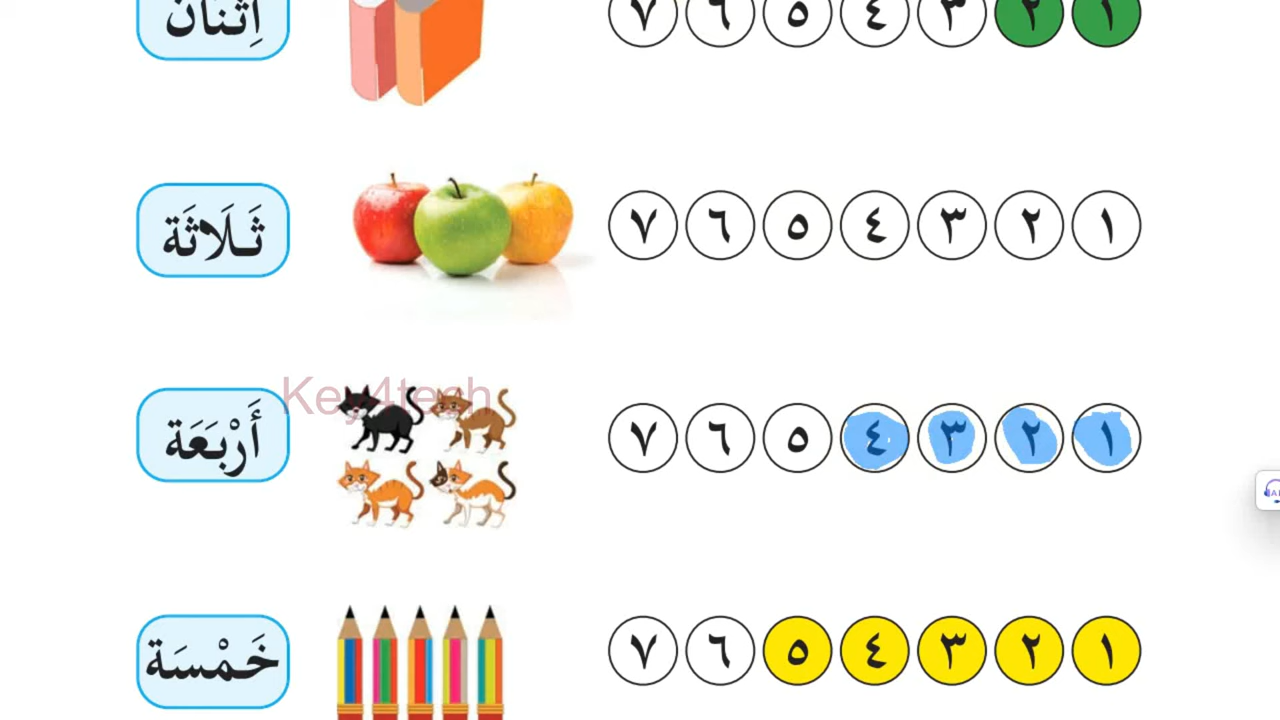 ١ ٢ ٣ ٤ ٥ ٦ ٧
اِثْنَان
١ ٢ ٣ ٤ ٥ ٦ ٧
ثَلَاثَة
١ ٢ ٣ ٤ ٥ ٦ ٧
أَرْبَعَة
Key4tech
١ ٢ ٣ ٤ ٥ ٦ ٧
خَمْسَة